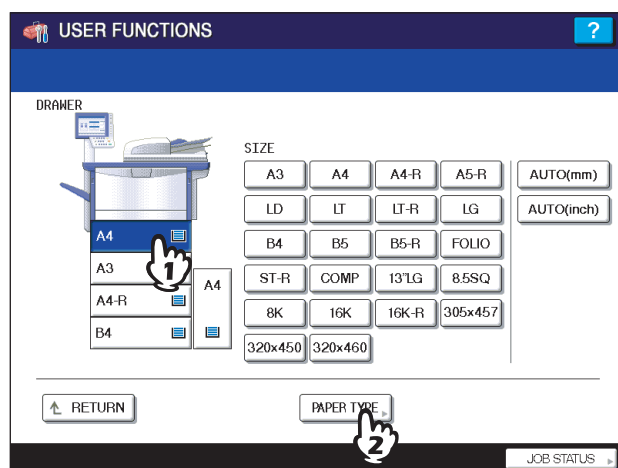 USER FUNCTIONS
?
DRAWER
SIZE
A3 A4 A4-R A5-R AUTO(mm)
LD LT LT-R LG AUTO(inch)
A4
B4 B5 B5-R FOLIO
A3
1
A4
ST-R COMP 13"LG 8.5SQ
A4-R
8K 16K 16K-R 305x457
B4
320x450 320x460
RETURN PAPER TYPE
2
JOB STATUS